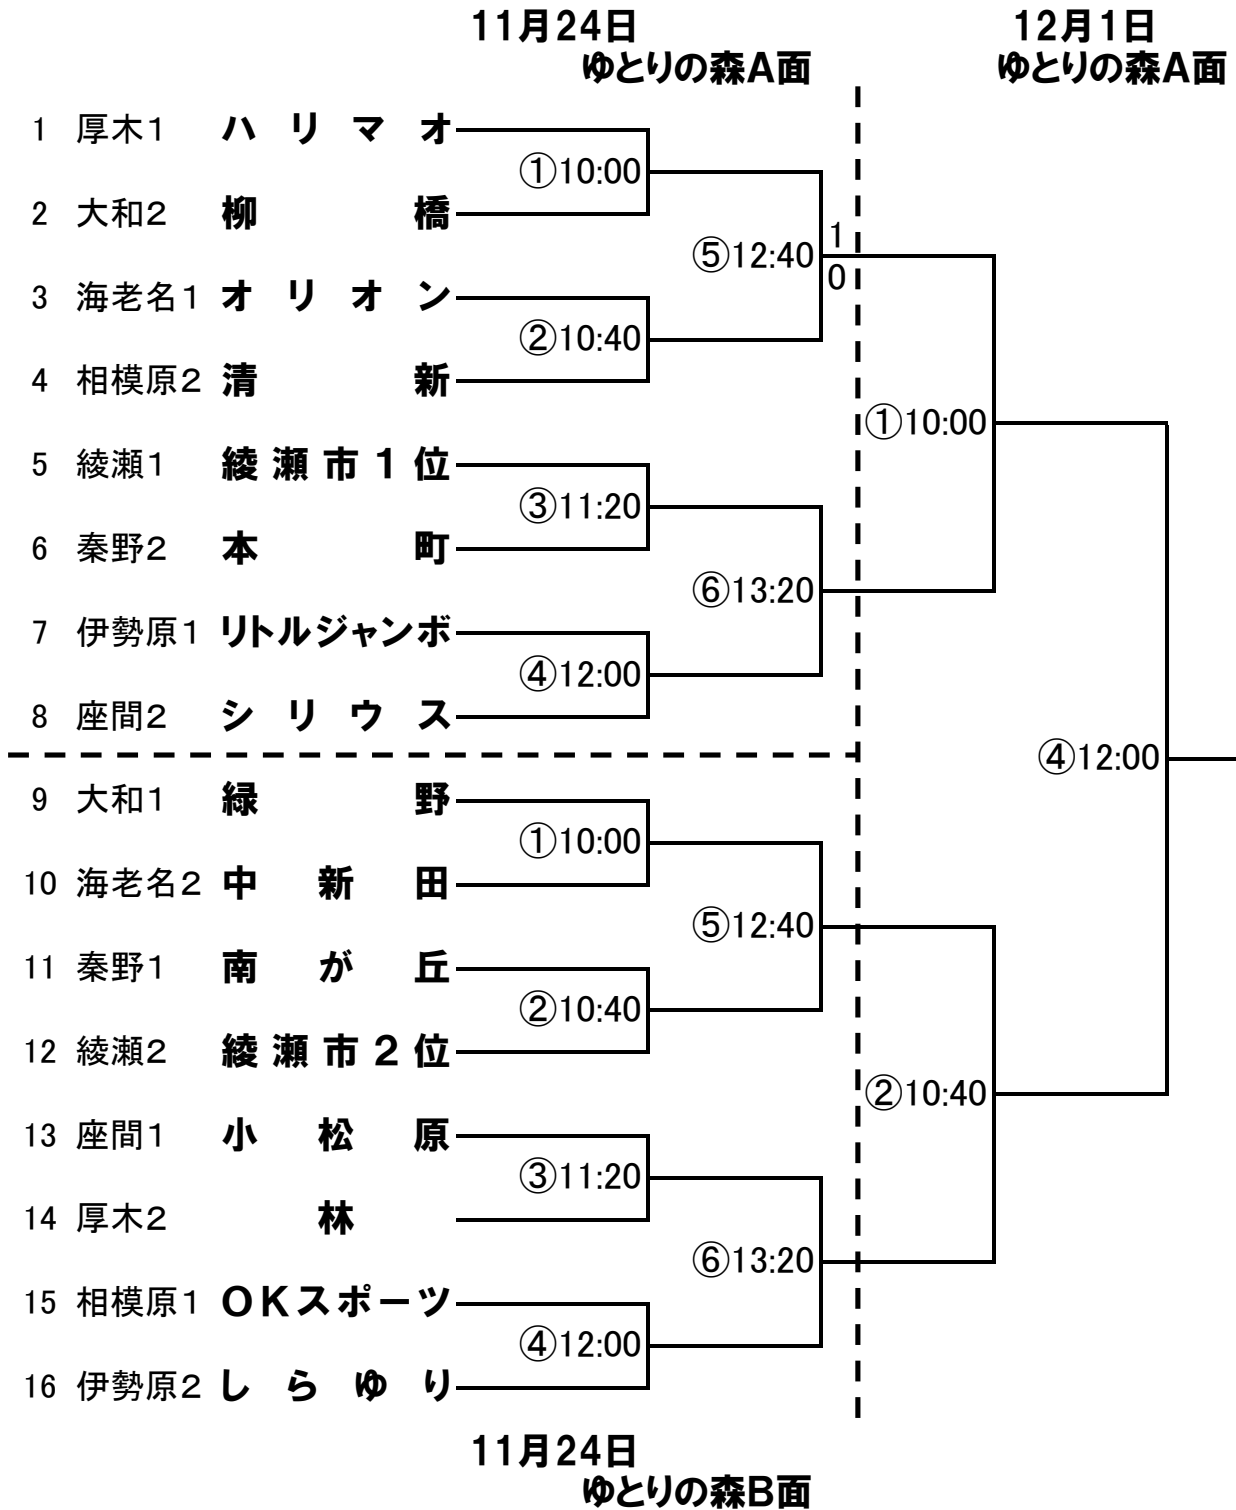 11月24日
ゆとりの森A面
12月1日
ゆとりの森A面
1 厚木1 ハリマオ
①10:00
2 大和2 柳橋
⑤12:40
1
0
3 海老名1 オリオン
②10:40
4 相模原2 清新
①10:00
5 綾瀬1 綾瀬市1位
③11:20
6 秦野2 本町
⑥13:20
7 伊勢原1 リトルジャンボ
④12:00
8 座間2 シリウス
④12:00
9 大和1 緑野
①10:00
10 海老名2 中新田
⑤12:40
11 秦野1 南が丘
②10:40
12 綾瀬2 綾瀬市2位
②10:40
13 座間1 小松原
③11:20
14 厚木2 林
⑥13:20
15 相模原1 OKスポーツ
④12:00
16 伊勢原2 しらゆり
11月24日
ゆとりの森B面